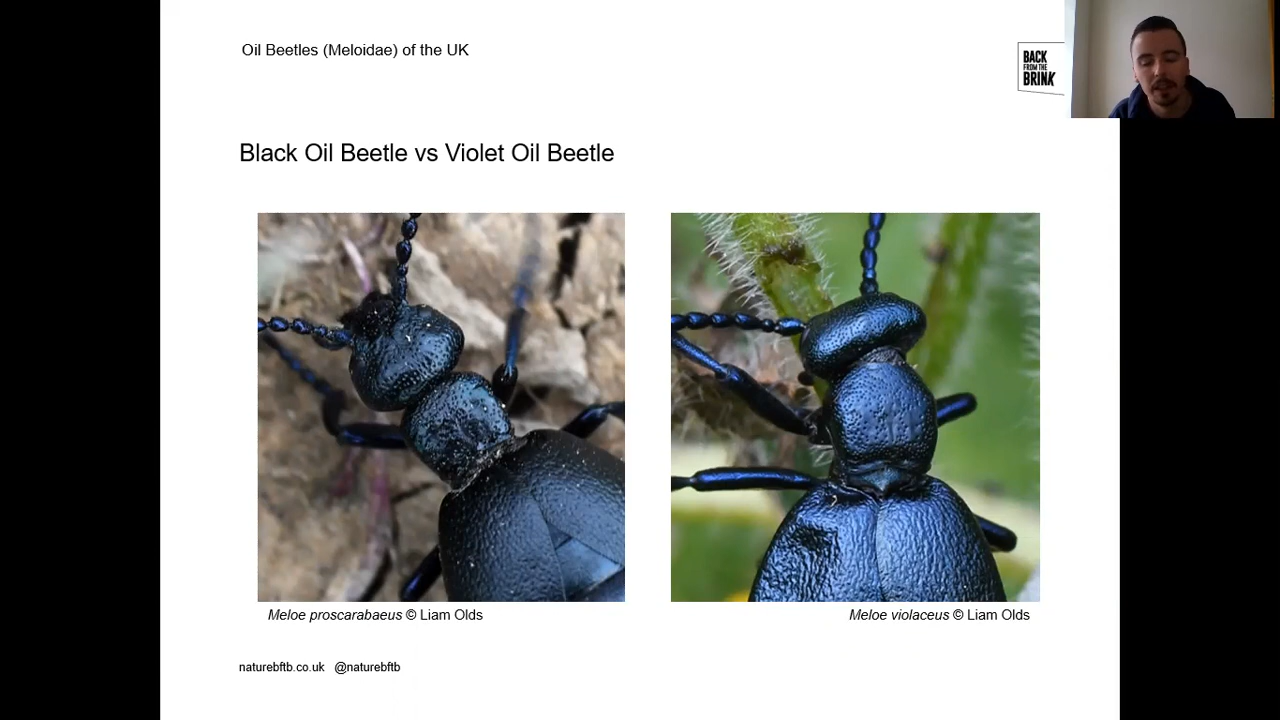 Oil Beetles (Meloidae) of the UK
BACK
FROM THE
BRINK
Black Oil Beetle vs Violet Oil Beetle
Meloe proscarabaeus © Liam Olds
Meloe violaceus © Liam Olds
naturebftb.co.uk @naturebftb